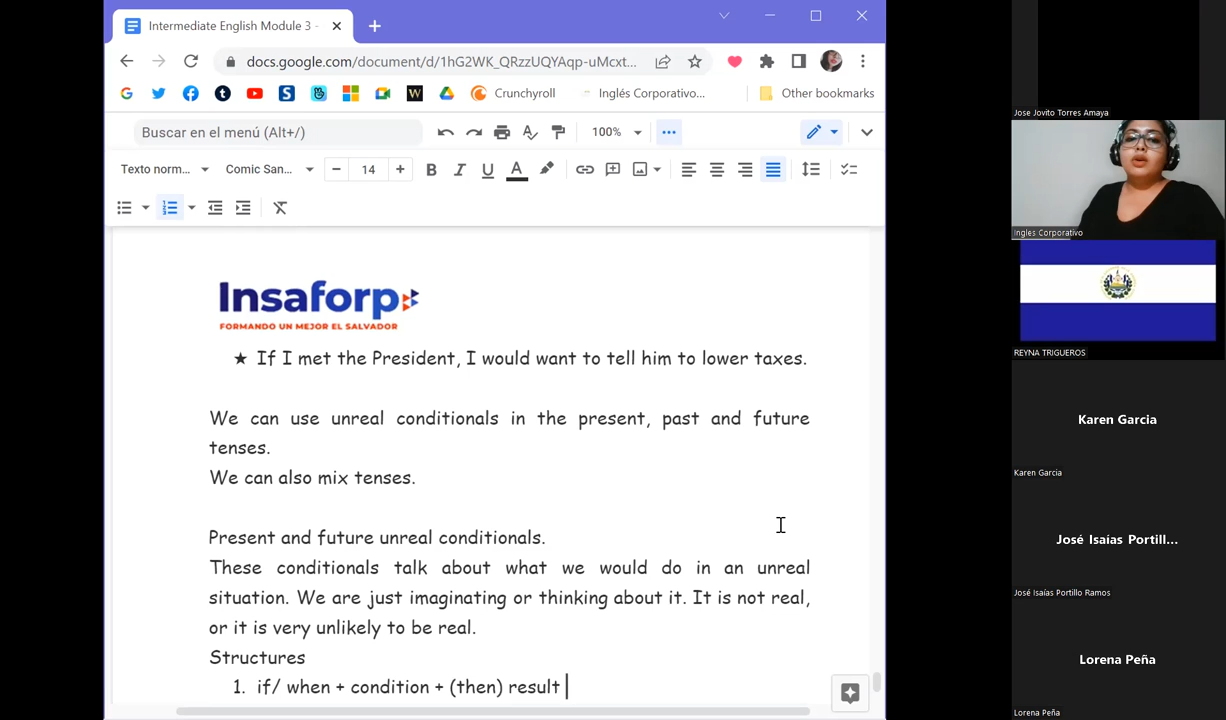 Intermediate English Module 3 -
docs.google.com/document/d/1hG2WK_QRzzUQYAqp-uMcxt...
Crunchyroll
Inglés Corporativo...
Other bookmarks
Buscar en el menú (Alt+/)
100%
Texto norm...
Comic San...
14
B I U A
Insaforp
FORMANDO UN MEJOR EL SALVADOR
★ If I met the President, I would want to tell him to lower taxes.
We can use unreal conditionals in the present, past and future
tenses.
We can also mix tenses.
Present and future unreal conditionals.
These conditionals talk about what we would do in an unreal
situation. We are just imaginating or thinking about it. It is not real,
or it is very unlikely to be real.
Structures
1. if/ when + condition + (then) result
Jose Jovito Torres Amaya
Ingles Corporativo
REYNA TRIGUEROS
Karen Garcia
Karen Garcia
José Isaías Portill...
José Isaías Portillo Ramos
Lorena Peña
Lorena Peña